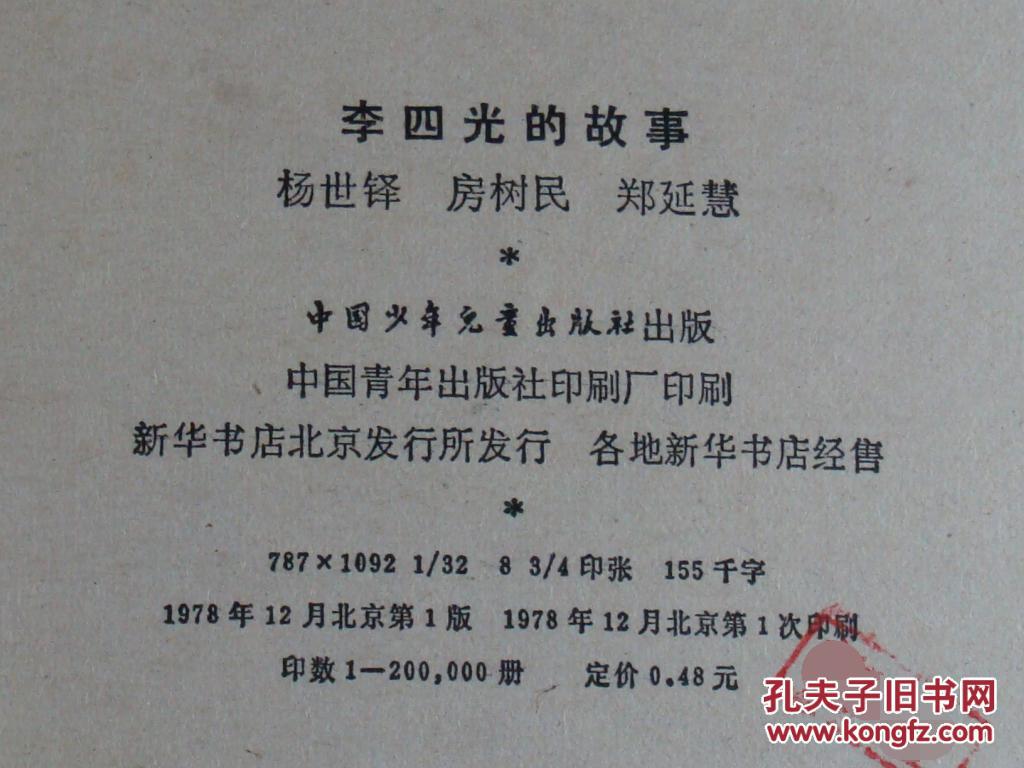 李四光的故事
杨世铎 房树民 郑延慧
*
中国少年儿童出版社出版
中国青年出版社印刷厂印刷
新华书店北京发行所发行 各地新华书店经售
*
787×1092 1/32 8 3/4印张 155千字
1978年12月北京第1版 1978年12月北京第1次印刷
印数1—200,000册 定价0.48元
孔夫子旧书网
www.kongfz.com